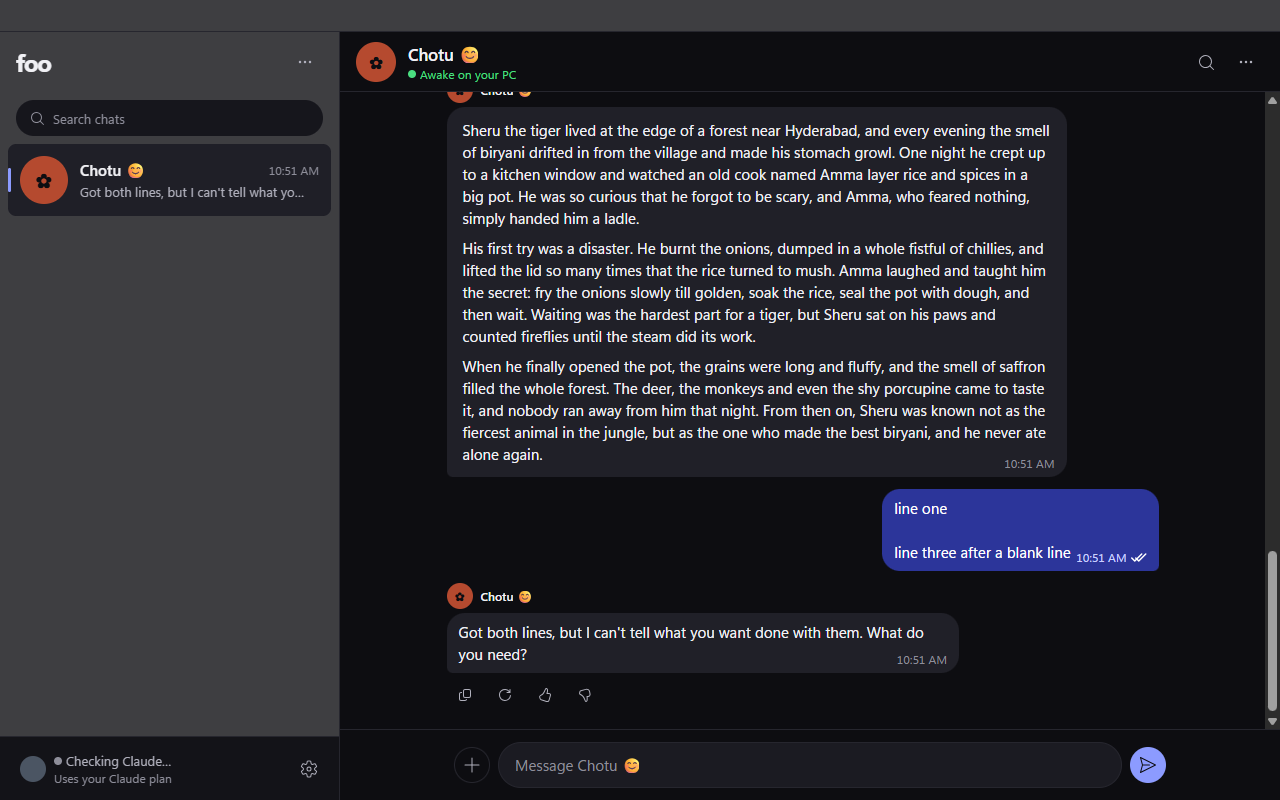 foo
Search chats
Chotu 😊
10:51 AM
Got both lines, but I can't tell what yo...
Checking Claude...
Uses your Claude plan
Chotu 😊
Awake on your PC
Chotu 😊
Sheru the tiger lived at the edge of a forest near Hyderabad, and every evening the smell
of biryani drifted in from the village and made his stomach growl. One night he crept up
to a kitchen window and watched an old cook named Amma layer rice and spices in a
big pot. He was so curious that he forgot to be scary, and Amma, who feared nothing,
simply handed him a ladle.
His first try was a disaster. He burnt the onions, dumped in a whole fistful of chillies, and
lifted the lid so many times that the rice turned to mush. Amma laughed and taught him
the secret: fry the onions slowly till golden, soak the rice, seal the pot with dough, and
then wait. Waiting was the hardest part for a tiger, but Sheru sat on his paws and
counted fireflies until the steam did its work.
When he finally opened the pot, the grains were long and fluffy, and the smell of saffron
filled the whole forest. The deer, the monkeys and even the shy porcupine came to taste
it, and nobody ran away from him that night. From then on, Sheru was known not as the
fiercest animal in the jungle, but as the one who made the best biryani, and he never ate
alone again.
10:51 AM
line one
line three after a blank line
10:51 AM
Chotu 😊
Got both lines, but I can't tell what you want done with them. What do
you need?
10:51 AM
Message Chotu 😊